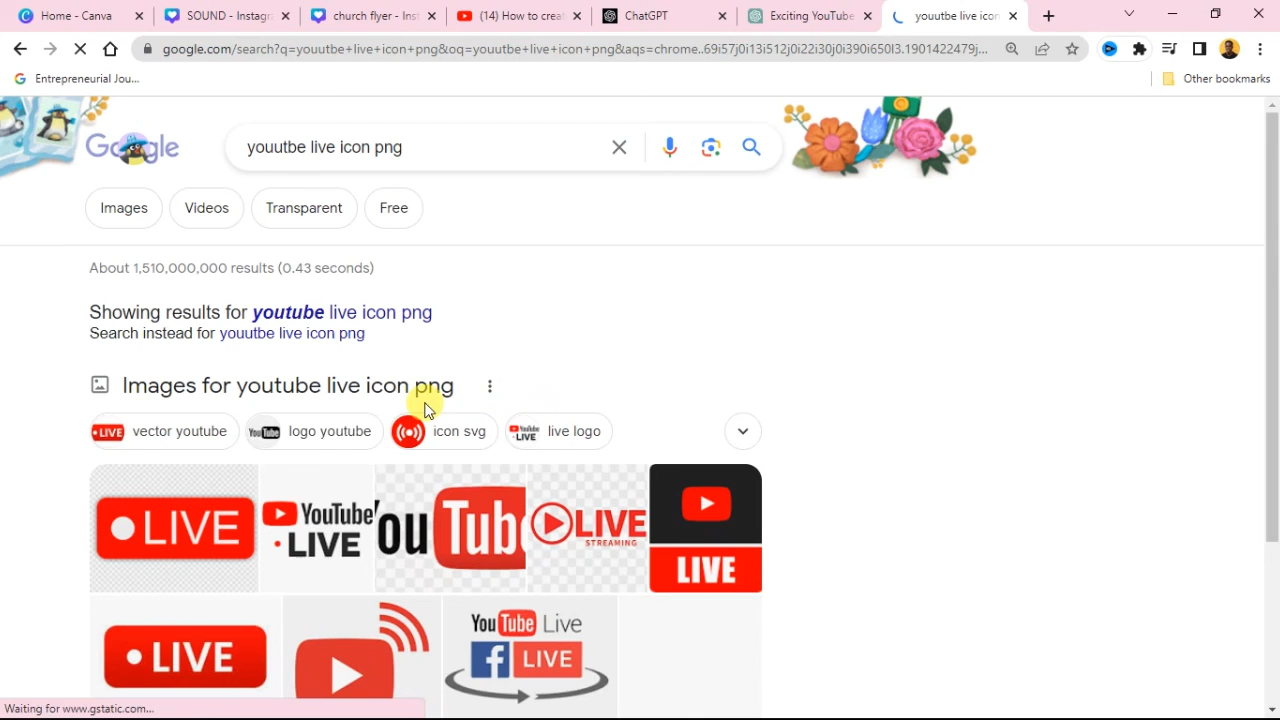 Home - Canva
SOUND - Instagr
church flyer - Inst
(14) How to creat
ChatGPT
Exciting YouTube
youutbe live icon
google.com/search?q=youutbe+live+icon+png&oq=youutbe+live+icon+png&aqs=chrome..69i57j0i13i512j0i22i30j0i390i650l3.1901422479j...
Entrepreneurial Jou...
Other bookmarks
Google
youutbe live icon png
Images
Videos
Transparent
Free
About 1,510,000,000 results (0.43 seconds)
Showing results for youtube live icon png
Search instead for youutbe live icon png
Images for youtube live icon png
LIVE
vector youtube
YouTube
logo youtube
icon svg
YouTube
LIVE
live logo
LIVE
YouTube
LIVE
You Tube
LIVE
STREAMING
LIVE
LIVE
YouTube Live
f LIVE
Waiting for www.gstatic.com...